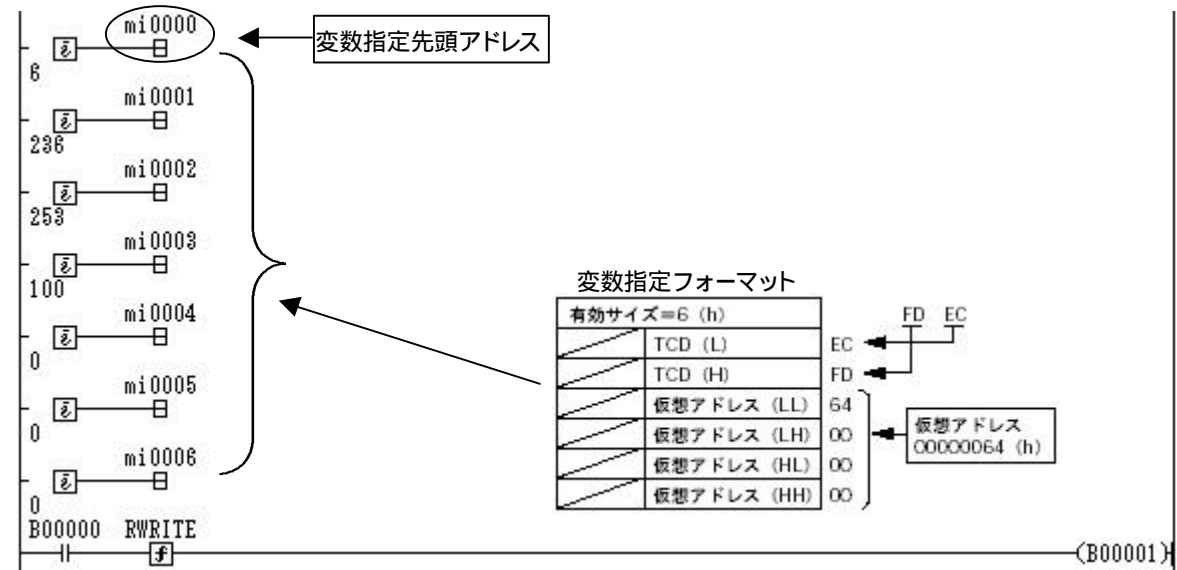 mi0000
変数指定先頭アドレス
i
6
mi0001
i
236
mi0002
i
253
mi0003
i
100
mi0004
i
0
mi0005
i
0
mi0006
i
0
変数指定フォーマット
有効サイズ=6 (h)
FD EC
TCD (L) EC
TCD (H) FD
仮想アドレス (LL) 64
仮想アドレス (LH) 00
仮想アドレス (HL) 00
仮想アドレス (HH) 00
仮想アドレス
00000064 (h)
B00000 RWRITE
f
(B00001)